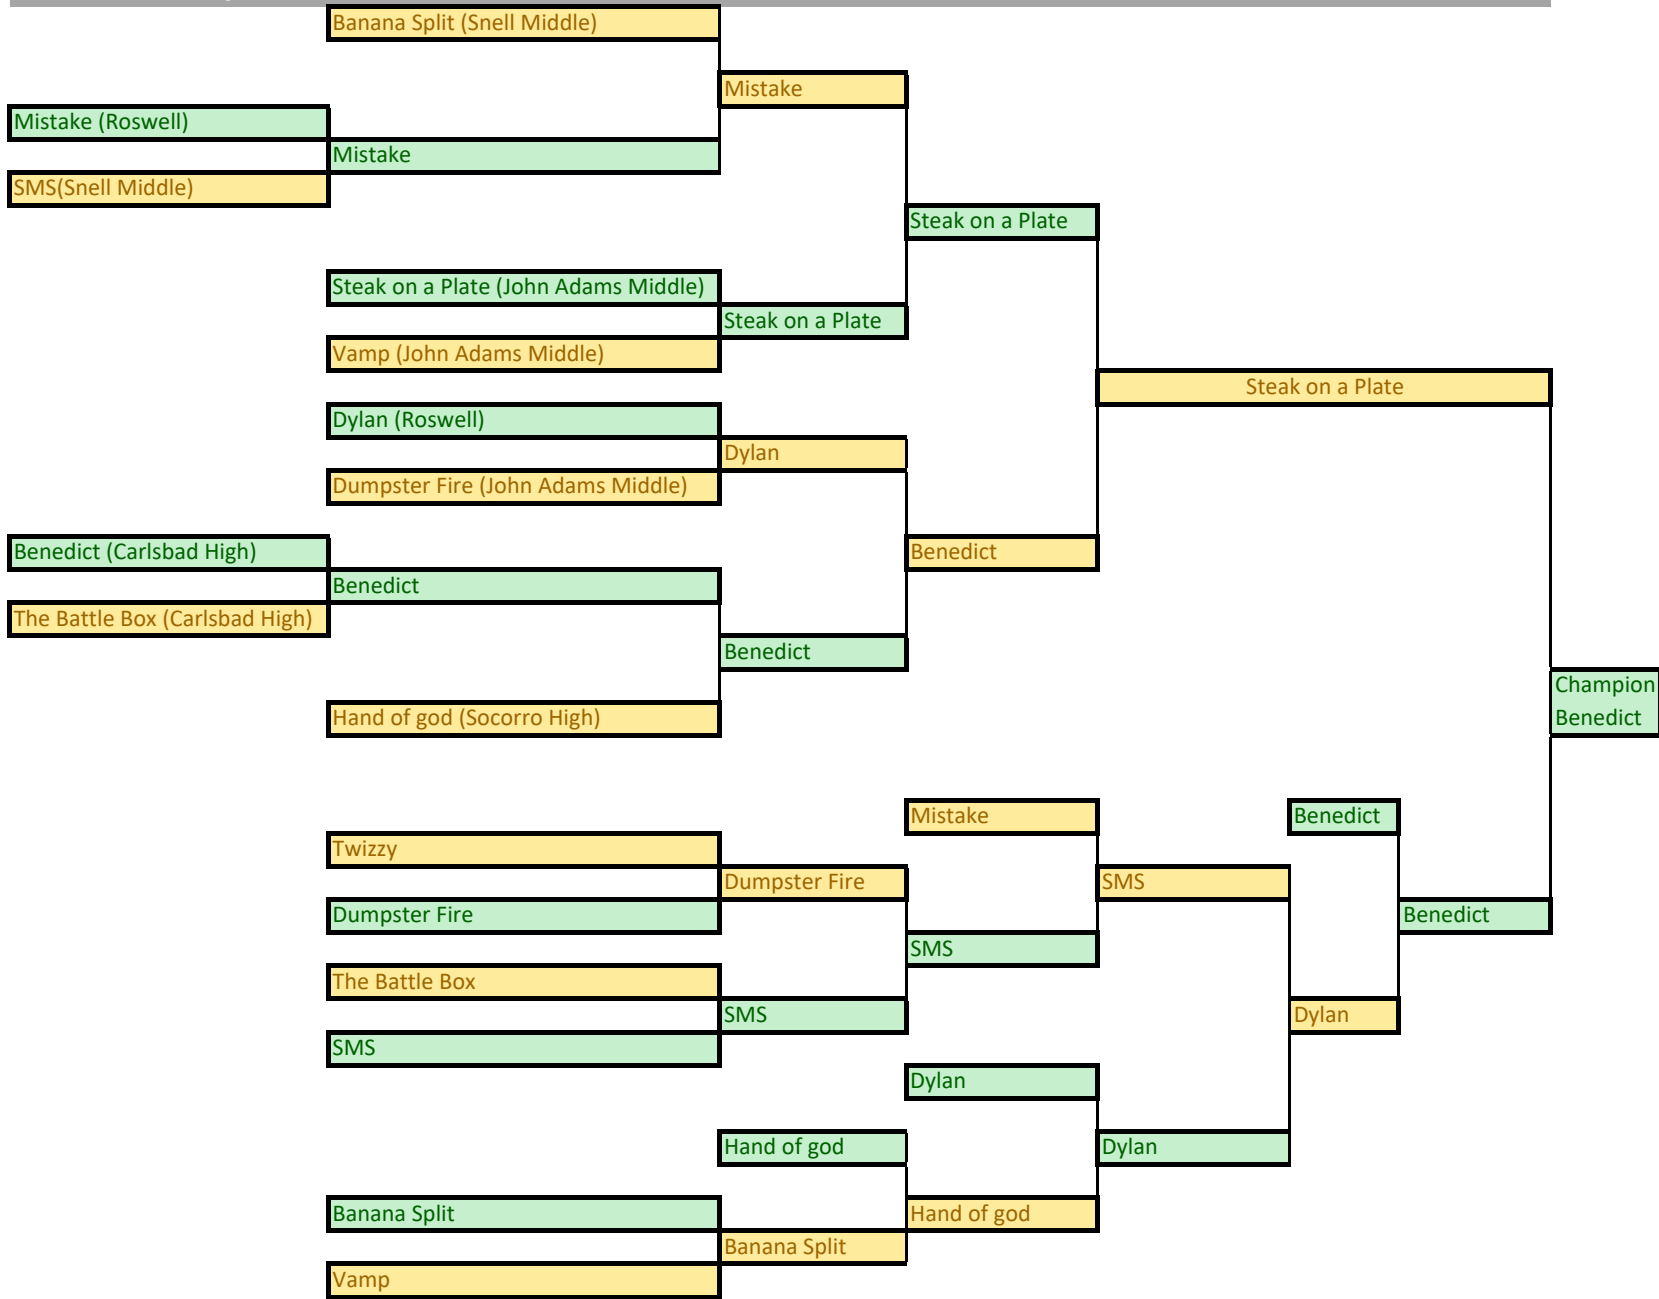 Banana Split (Snell Middle)
Mistake
Mistake (Roswell)
Mistake
SMS(Snell Middle)
Steak on a Plate
Steak on a Plate (John Adams Middle)
Steak on a Plate
Vamp (John Adams Middle)
Steak on a Plate
Dylan (Roswell)
Dylan
Dumpster Fire (John Adams Middle)
Benedict (Carlsbad High)
Benedict
Benedict
The Battle Box (Carlsbad High)
Benedict
Champion
Hand of god (Socorro High)
Benedict
Mistake
Benedict
Twizzy
Dumpster Fire
SMS
Dumpster Fire
Benedict
SMS
The Battle Box
SMS
Dylan
SMS
Dylan
Hand of god
Dylan
Banana Split
Hand of god
Banana Split
Vamp